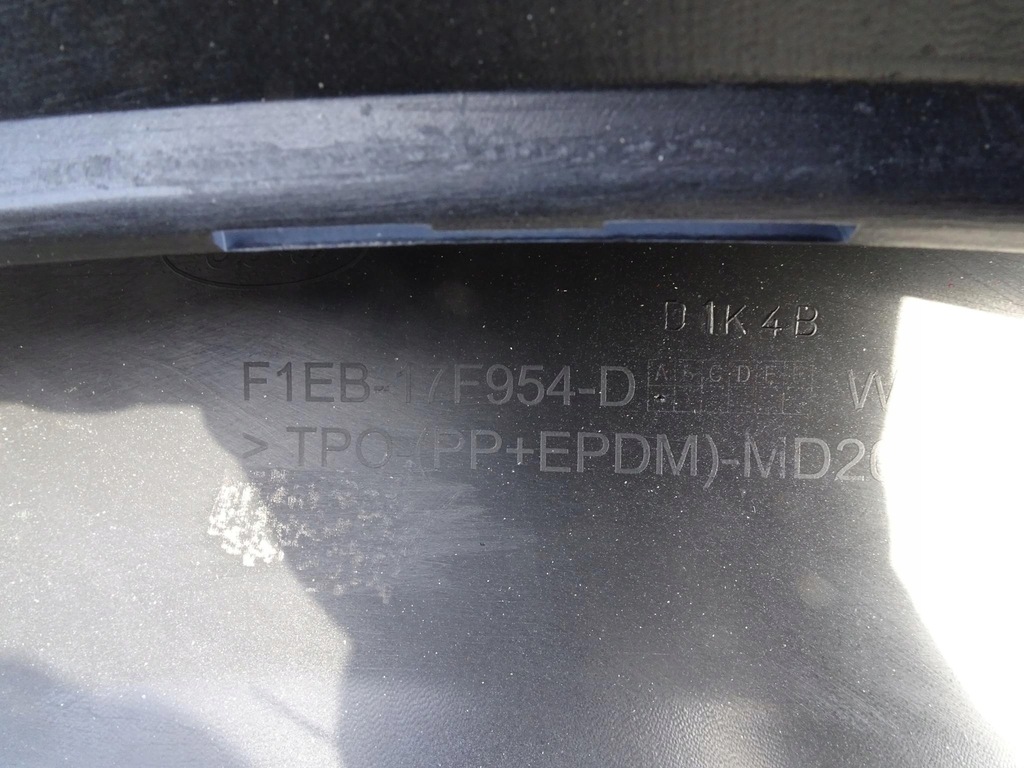 D1K4B
F1EB-17F954-D A B C D E F
> TPO-(PP+EPDM)-MD20